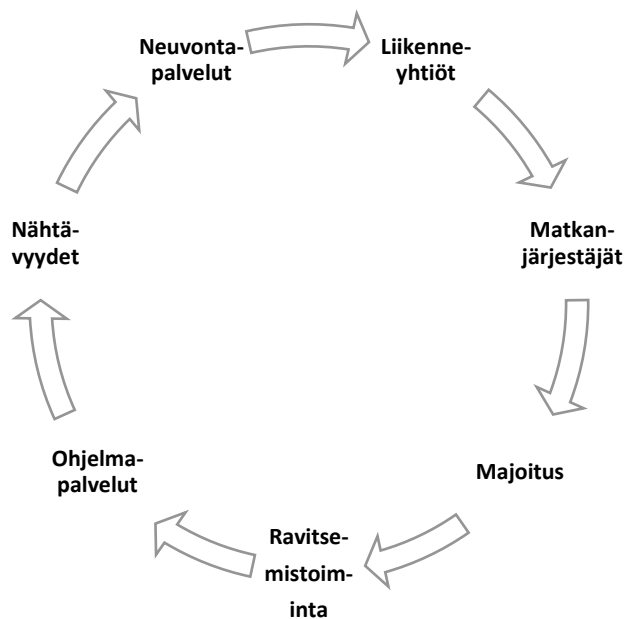 Neuvonta-
palvelut
Liikenne-
yhtiöt
Matkan-
järjestäjät
Majoitus
Ravitse-
mistoim-
inta
Ohjelma-
palvelut
Nähtä-
vyydet